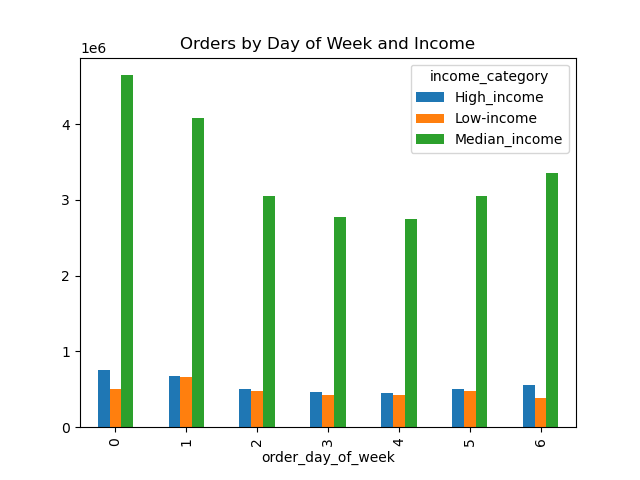 Orders by Day of Week and Income
1e6
income_category
High_income
Low-income
Median_income
4
3
2
1
0
0 1 2 3 4 5 6
order_day_of_week